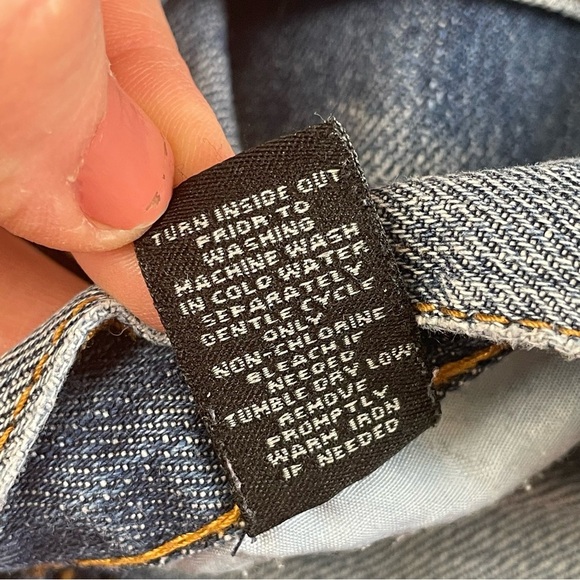 TURN INSIDE OUT
PRIOR TO
WASHING
MACHINE WASH
IN COLD WATER
SEPARATELY
GENTLE CYCLE
ONLY
NON-CHLORINE
BLEACH IF
NEEDED
TUMBLE DRY LOW
REMOVE
PROMPTLY
WARM IRON
IF NEEDED